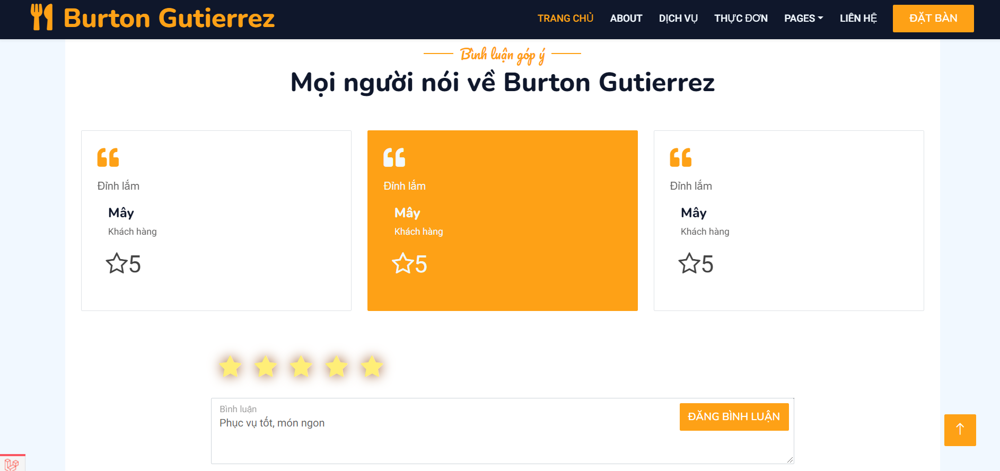 Burton Gutierrez
TRANG CHỦ ABOUT DỊCH VỤ THỰC ĐƠN PAGES LIÊN HỆ ĐẶT BÀN
Bình luận góp ý
Mọi người nói về Burton Gutierrez
Đỉnh lắm
Mây
Khách hàng
5
Đỉnh lắm
Mây
Khách hàng
5
Đỉnh lắm
Mây
Khách hàng
5
Bình luận
Phục vụ tốt, món ngon
ĐĂNG BÌNH LUẬN